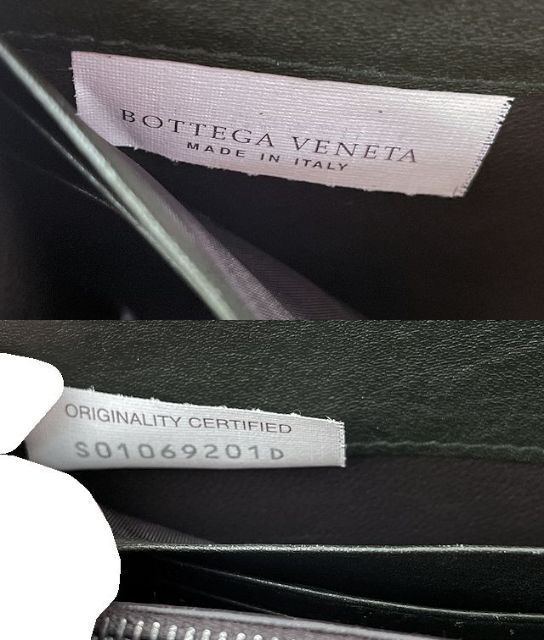 BOTTEGA VENETA
MADE IN ITALY
ORIGINALITY CERTIFIED
S01069201D